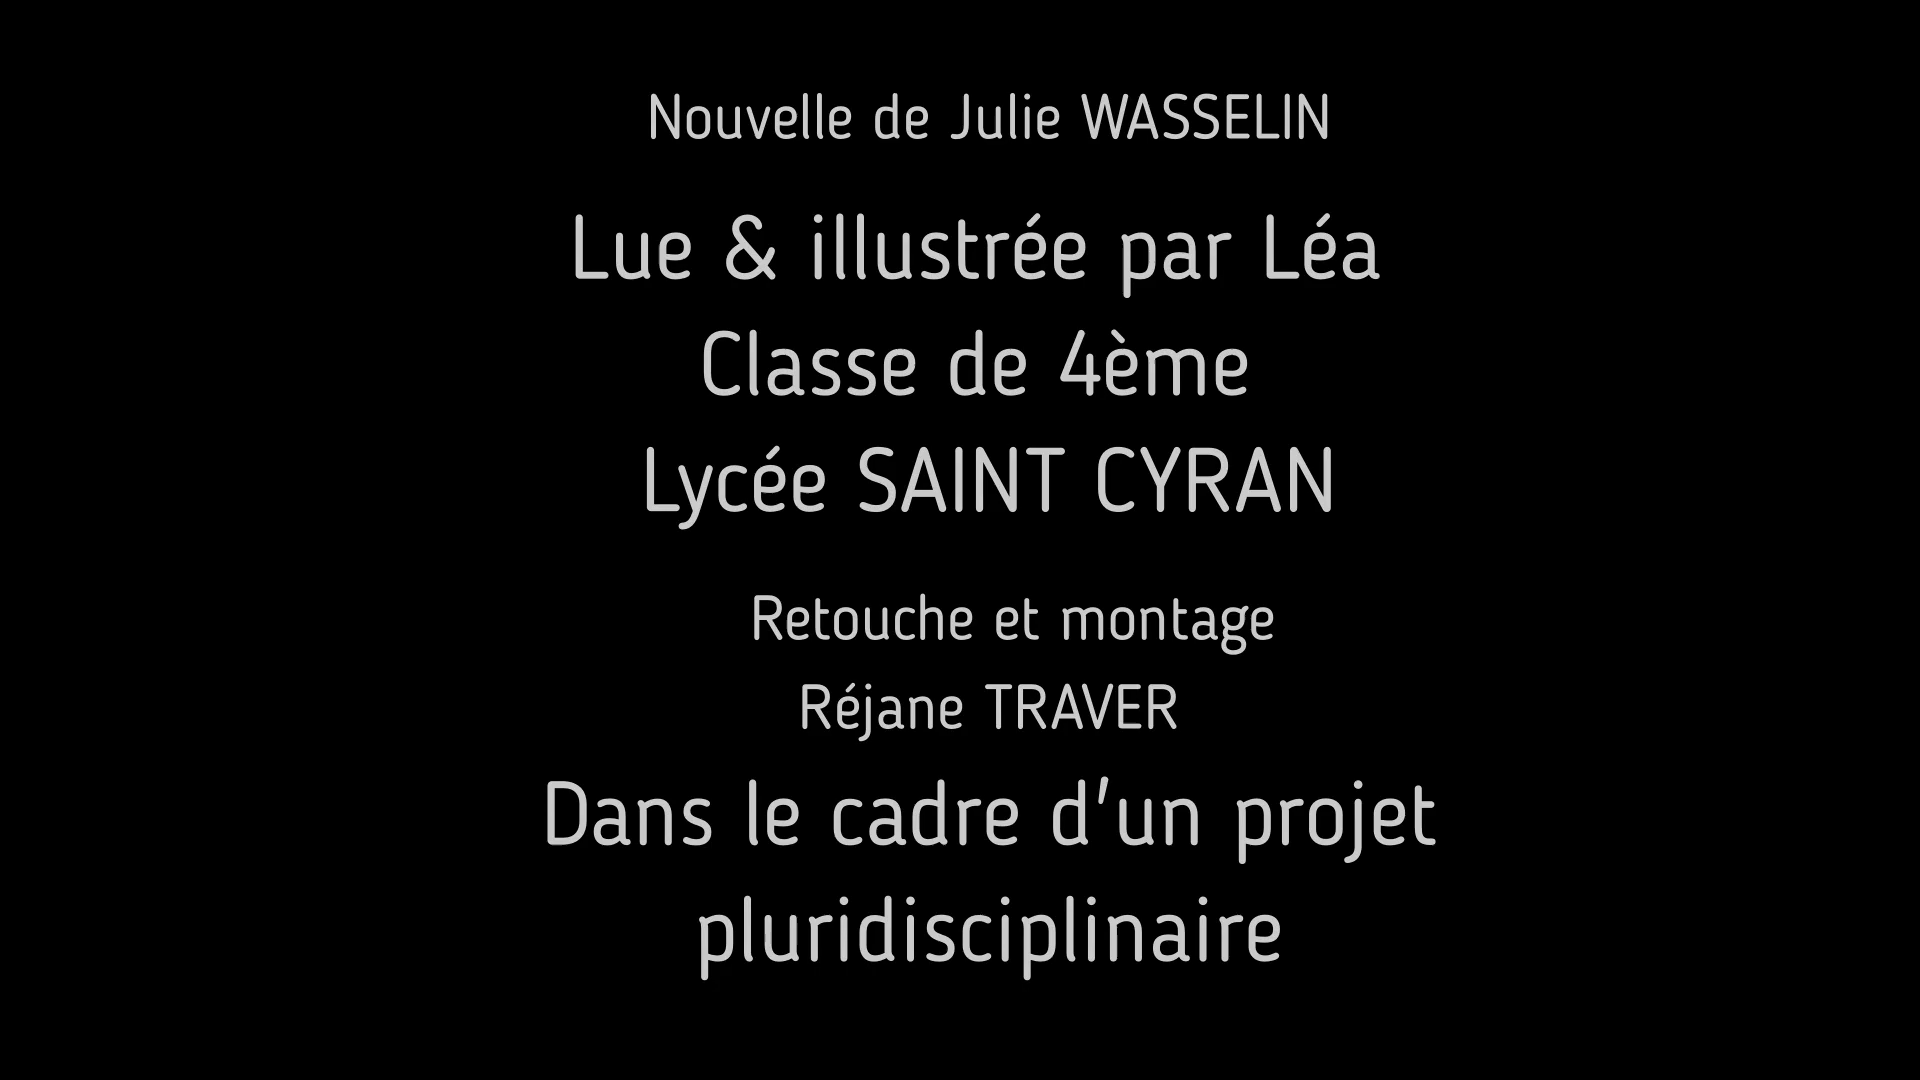 Nouvelle de Julie WASSELIN
Lue & illustrée par Léa
Classe de 4ème
Lycée SAINT CYRAN
Retouche et montage
Réjane TRAVER
Dans le cadre d'un projet
pluridisciplinaire